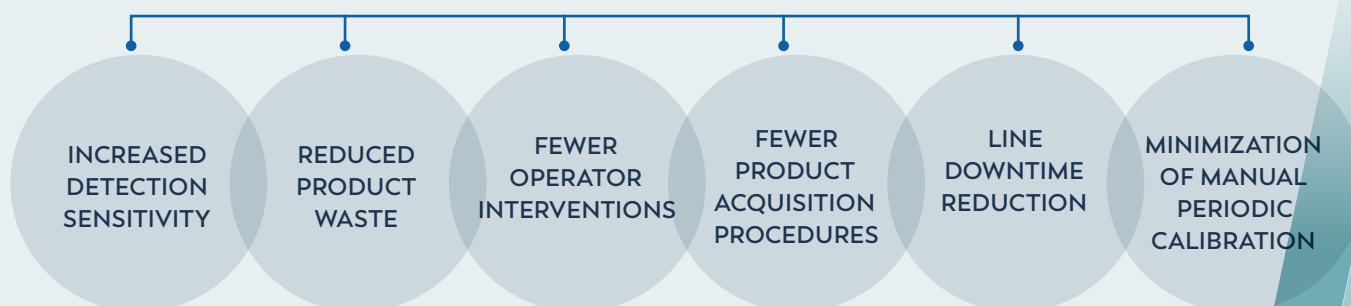 INCREASED
DETECTION
SENSITIVITY
REDUCED
PRODUCT
WASTE
FEWER
OPERATOR
INTERVENTIONS
FEWER
PRODUCT
ACQUISITION
PROCEDURES
LINE
DOWNTIME
REDUCTION
MINIMIZATION
OF MANUAL
PERIODIC
CALIBRATION